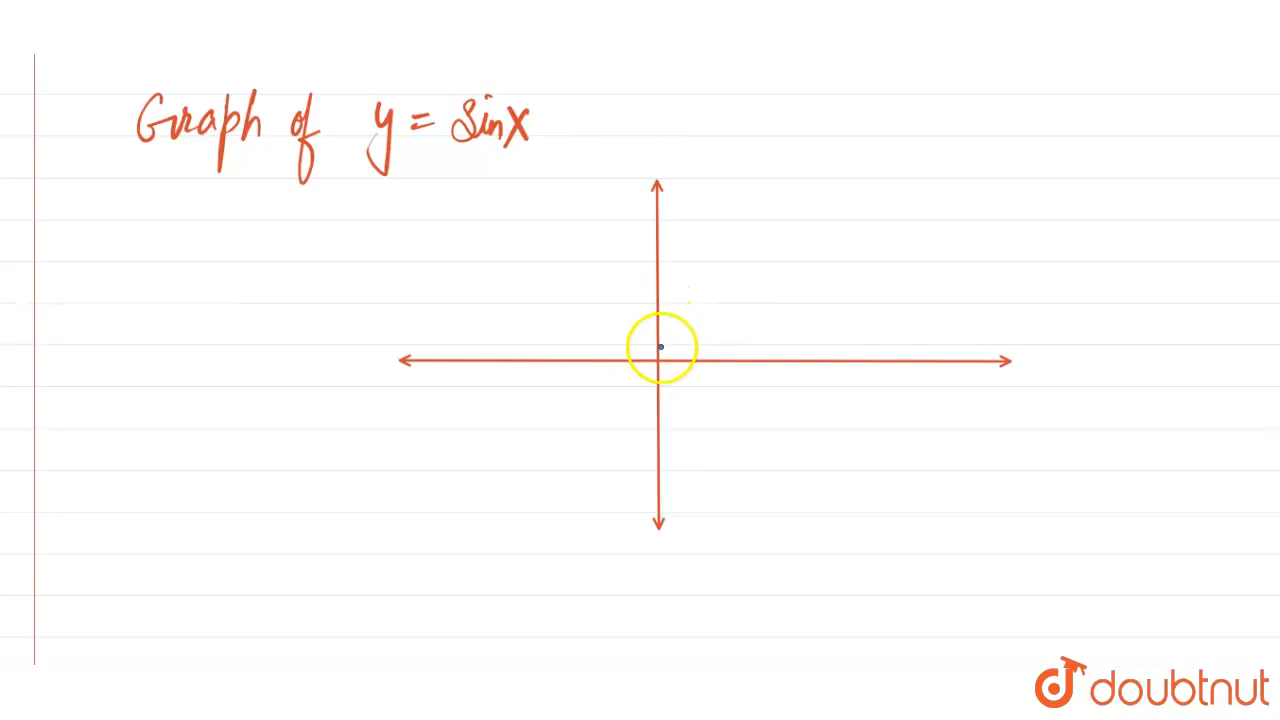 Graph of y = sinx
doubtnut